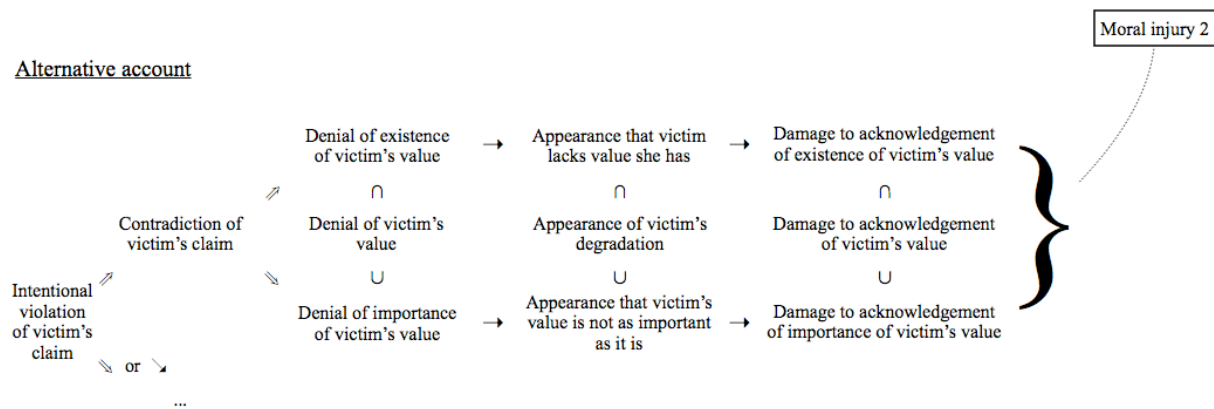 Moral injury 2
Alternative account
Denial of existence
of victim's value
→
Appearance that victim
lacks value she has
→
Damage to acknowledgement
of existence of victim's value
⇗
∩
∩
∩
}
Contradiction of
victim's claim
Denial of victim's
value
Appearance of victim's
degradation
Damage to acknowledgement
of victim's value
⇗
⇘
∪
∪
∪
Intentional
violation
of victim's
claim
Denial of importance
of victim's value
→
Appearance that victim's
value is not as important
as it is
→
Damage to acknowledgement
of importance of victim's value
⇘ or ↘
...